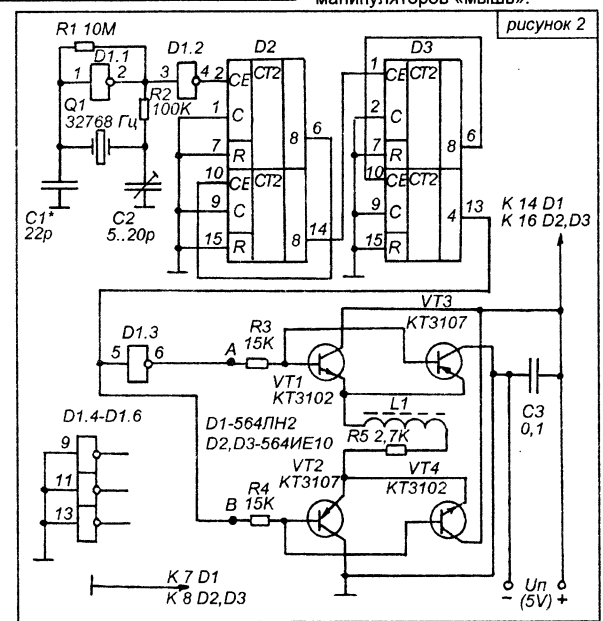 манипуляторов «мышь».
рисунок 2
R1 10M
D1.1
1
2
D1.2
3
4
Q1
32768 Гц
R2
100K
C1*
22p
C2
5..20p
D2
2
CE
CT2
1
C
7
R
8
6
10
CE
CT2
9
C
15
R
8
14
D3
1
CE
CT2
2
C
7
R
8
6
10
CE
CT2
9
C
15
R
4
13
К 14 D1
К 16 D2,D3
D1.3
5
6
A
R3
15K
VT1
KT3102
VT3
KT3107
L1
R5 2,7K
C3
0,1
D1.4-D1.6
9
11
13
D1-564ЛН2
D2,D3-564ИЕ10
VT2
KT3107
VT4
KT3102
B
R4
15K
К 7 D1
К 8 D2,D3
Uп
(5V)
−
+